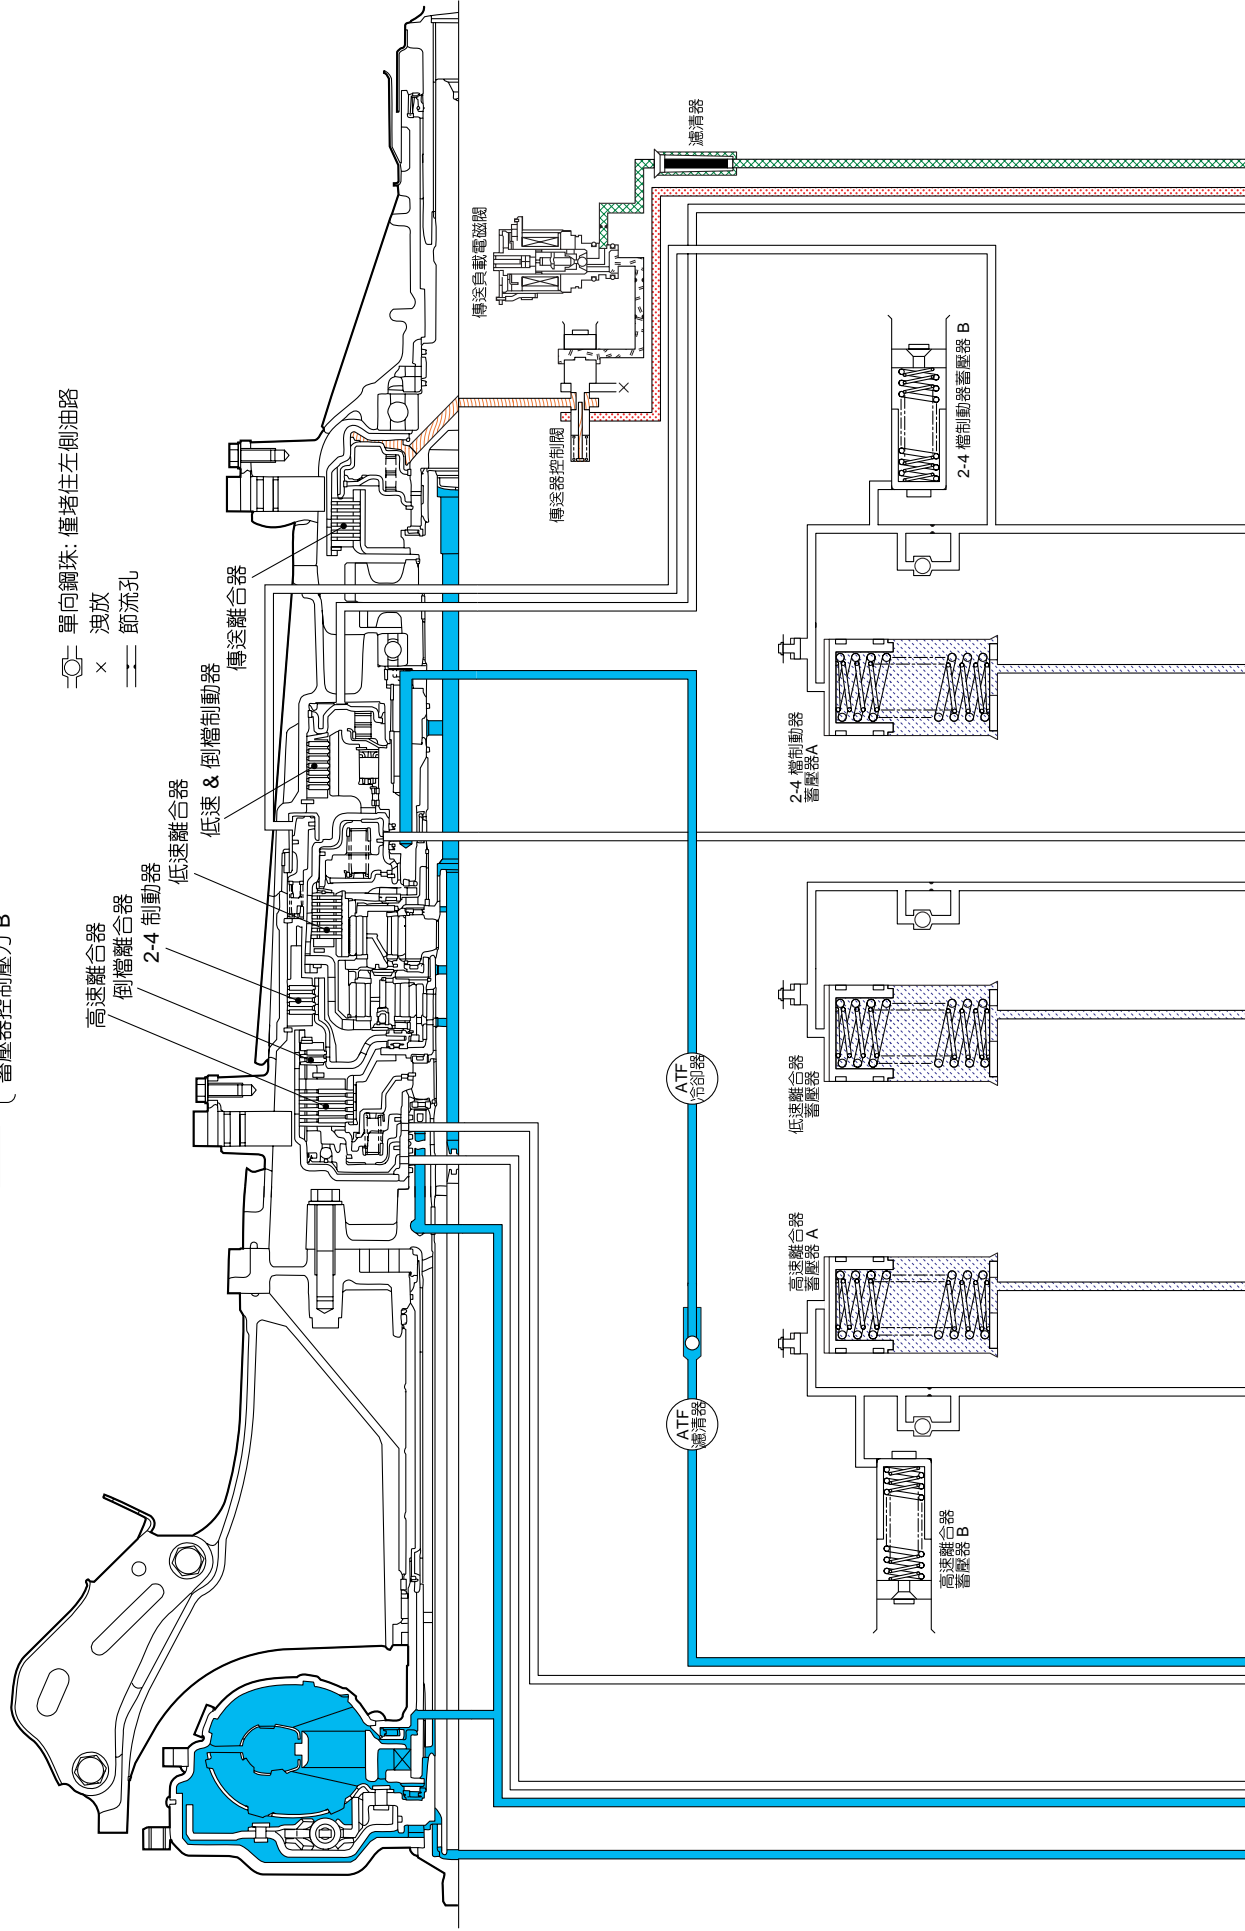 蓄壓器控制壓力 B
單向鋼珠: 僅堵住左側油路
× 洩放
節流孔
高速離合器
倒檔離合器
2-4 制動器
低速離合器
低速 & 倒檔制動器
傳送離合器
傳送負載電磁閥
濾清器
傳送器控制閥
ATF
濾清器
ATF
冷卻器
高速離合器
蓄壓器 B
高速離合器
蓄壓器 A
低速離合器
蓄壓器
2-4 檔制動器
蓄壓器A
2-4 檔制動器蓄壓器 B